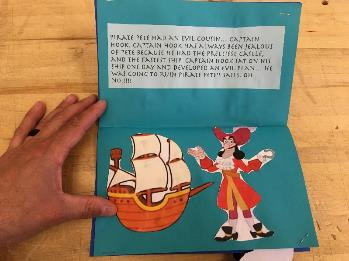 PIRATE PETE HAD AN EVIL COUSIN... CAPTAIN
HOOK. CAPTAIN HOOK HAS ALWAYS BEEN JEALOUS
OF PETE BECAUSE HE HAD THE
AND THE FASTEST SHIP. CAPTAIN HOOK SAT ON HIS
SHIP ONE DAY AND DEVELOPED AN EVIL PLAN... HE
WAS GOING TO RUIN PIRATE PETE'S SAILS. OH
NO!!!!